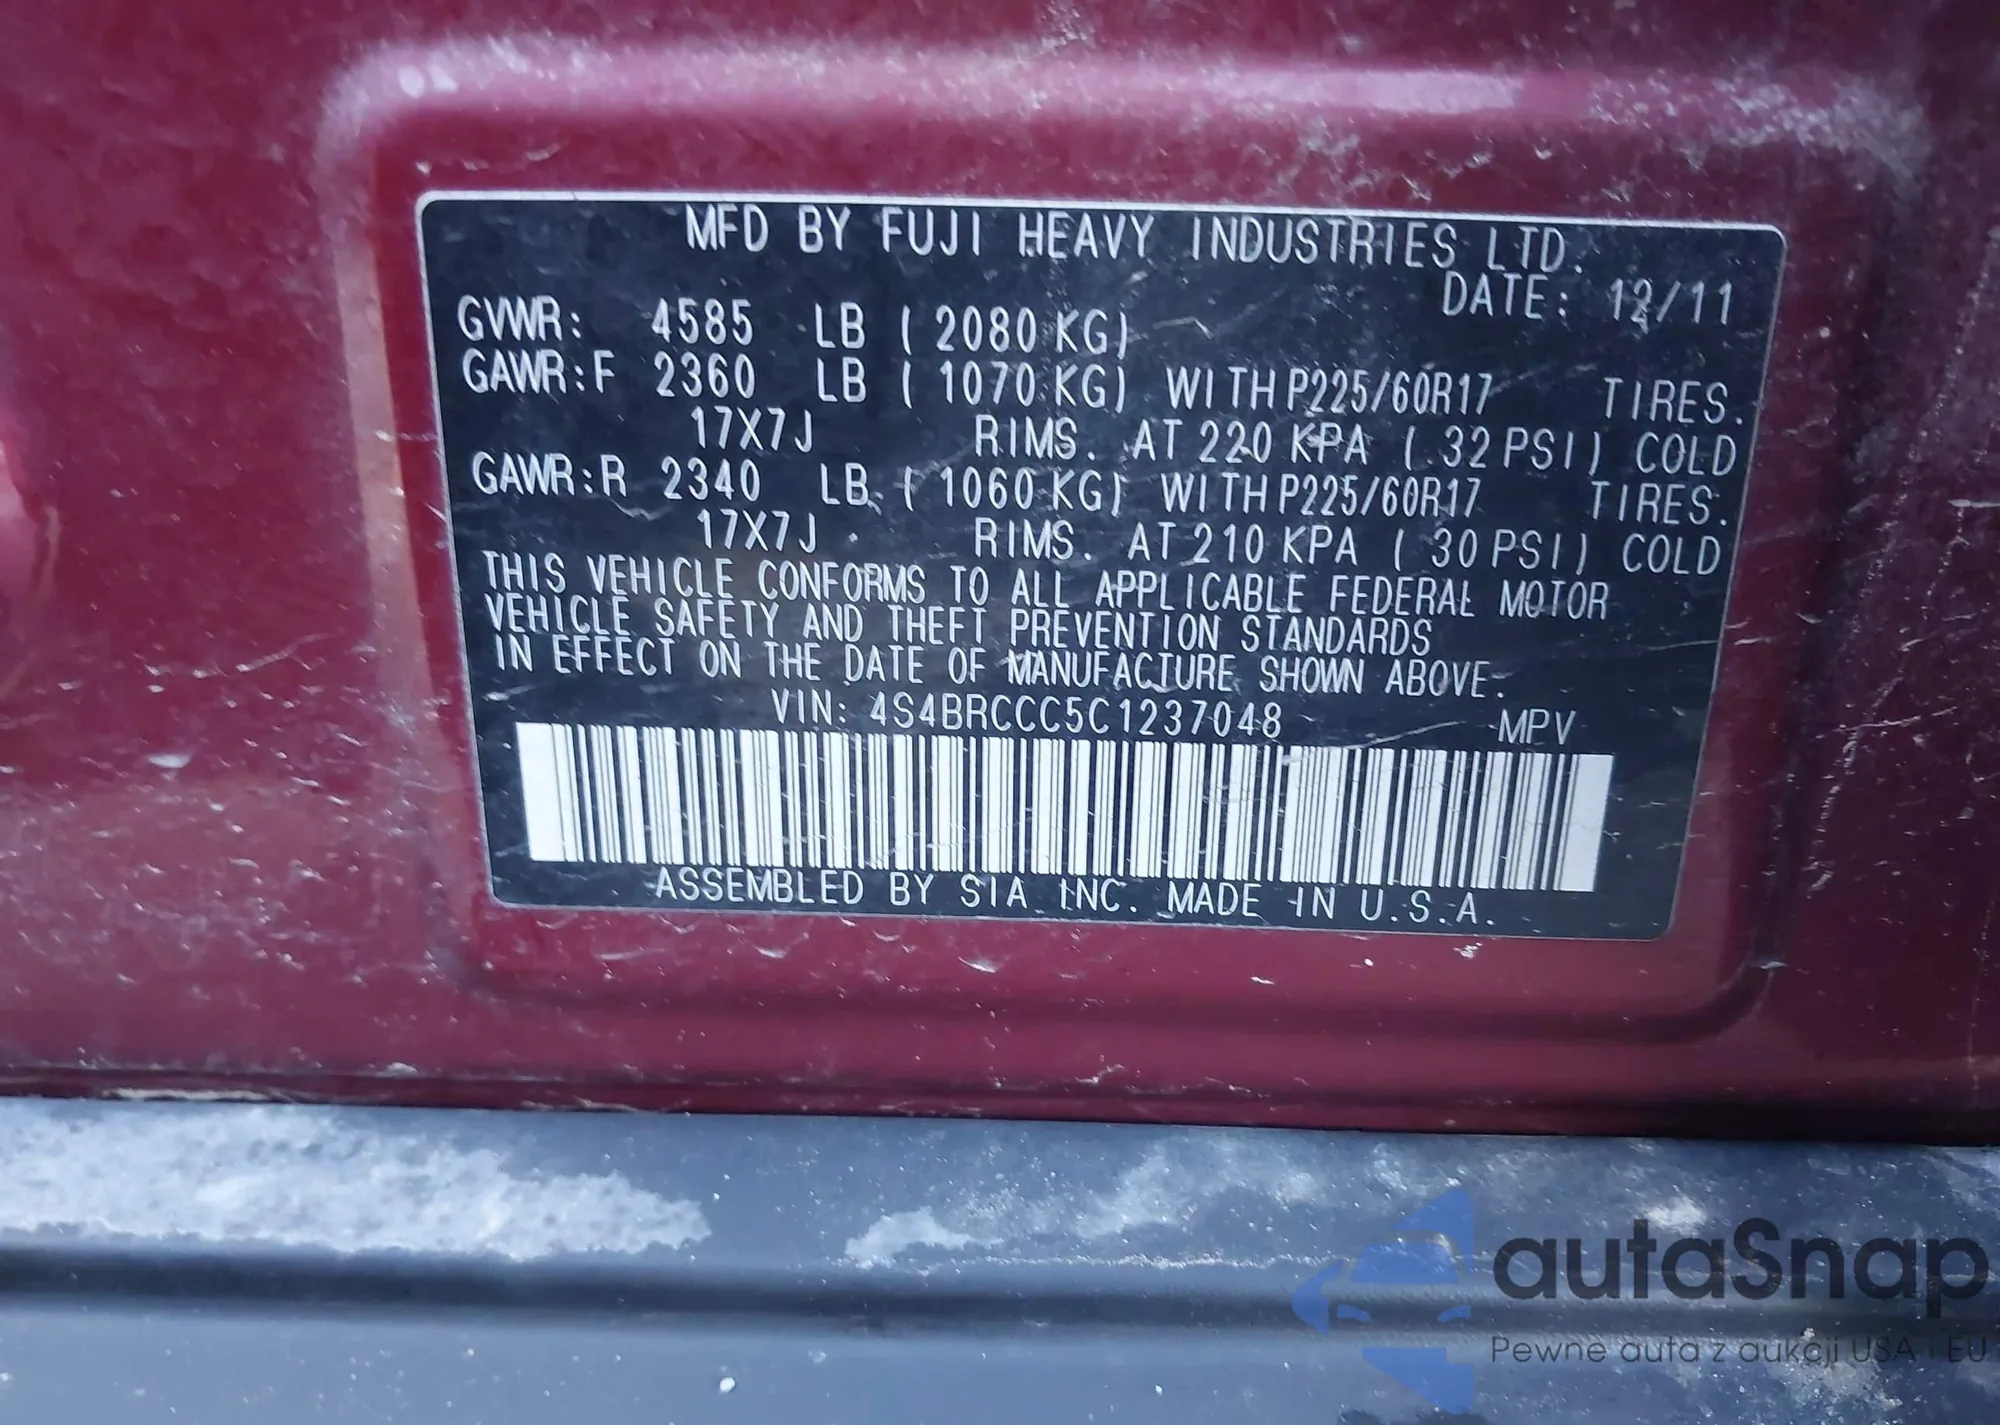 MFD BY FUJI HEAVY INDUSTRIES LTD.
DATE: 12/11
GVWR: 4585 LB ( 2080 KG)
GAWR:F 2360 LB ( 1070 KG) WITH P225/60R17 TIRES.
17X7J RIMS. AT 220 KPA ( 32 PSI) COLD
GAWR:R 2340 LB ( 1060 KG) WITH P225/60R17 TIRES.
17X7J RIMS. AT 210 KPA ( 30 PSI) COLD
THIS VEHICLE CONFORMS TO ALL APPLICABLE FEDERAL MOTOR
VEHICLE SAFETY AND THEFT PREVENTION STANDARDS
IN EFFECT ON THE DATE OF MANUFACTURE SHOWN ABOVE.
VIN: 4S4BRCCC5C1237048 MPV
ASSEMBLED BY SIA INC. MADE IN U.S.A.
autaSnap
Pewne auta z aukcji USA i EU